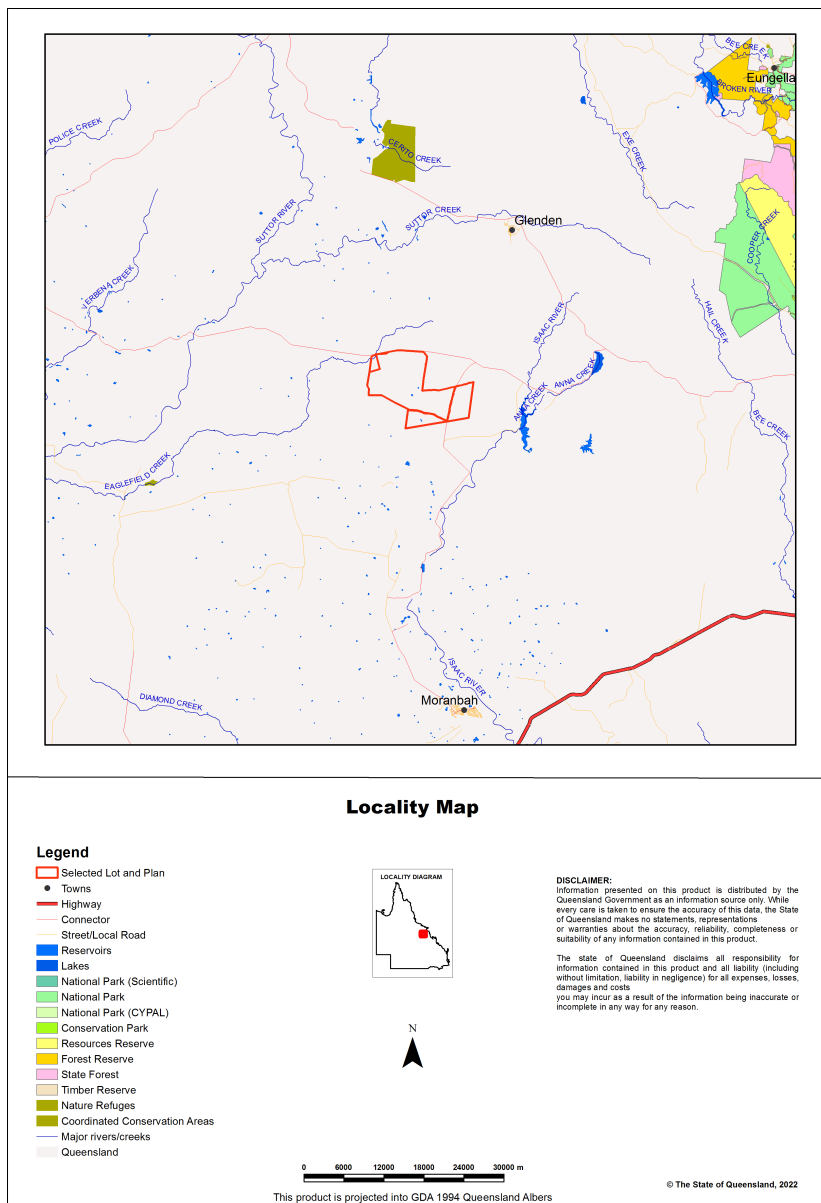 BEE CREEK
Eungella
BROKEN RIVER
POLICE CREEK
EXE CREEK
CERITO CREEK
SUTTOR RIVER
SUTTOR CREEK
Glenden
COOPER CREEK
VERBENA CREEK
HAIL CREEK
ISAAC RIVER
ANNA CREEK
ANNA CREEK
BEE CREEK
EAGLEFIELD CREEK
ISAAC RIVER
DIAMOND CREEK
Moranbah
Locality Map
Legend
Selected Lot and Plan
Towns
Highway
Connector
Street/Local Road
Reservoirs
Lakes
National Park (Scientific)
National Park
National Park (CYPAL)
Conservation Park
Resources Reserve
Forest Reserve
State Forest
Timber Reserve
Nature Refuges
Coordinated Conservation Areas
Major rivers/creeks
Queensland
LOCALITY DIAGRAM
N
DISCLAIMER:
Information presented on this product is distributed by the
Queensland Government as an information source only. While
every care is taken to ensure the accuracy of this data, the State
of Queensland makes no statements, representations
or warranties about the accuracy, reliability, completeness or
suitability of any information contained in this product.
The state of Queensland disclaims all responsibility for
information contained in this product and all liability (including
without limitation, liability in negligence) for all expenses, losses,
damages and costs
you may incur as a result of the information being inaccurate or
incomplete in any way for any reason.
0 6000 12000 18000 24000 30000 m
This product is projected into GDA 1994 Queensland Albers
© The State of Queensland, 2022